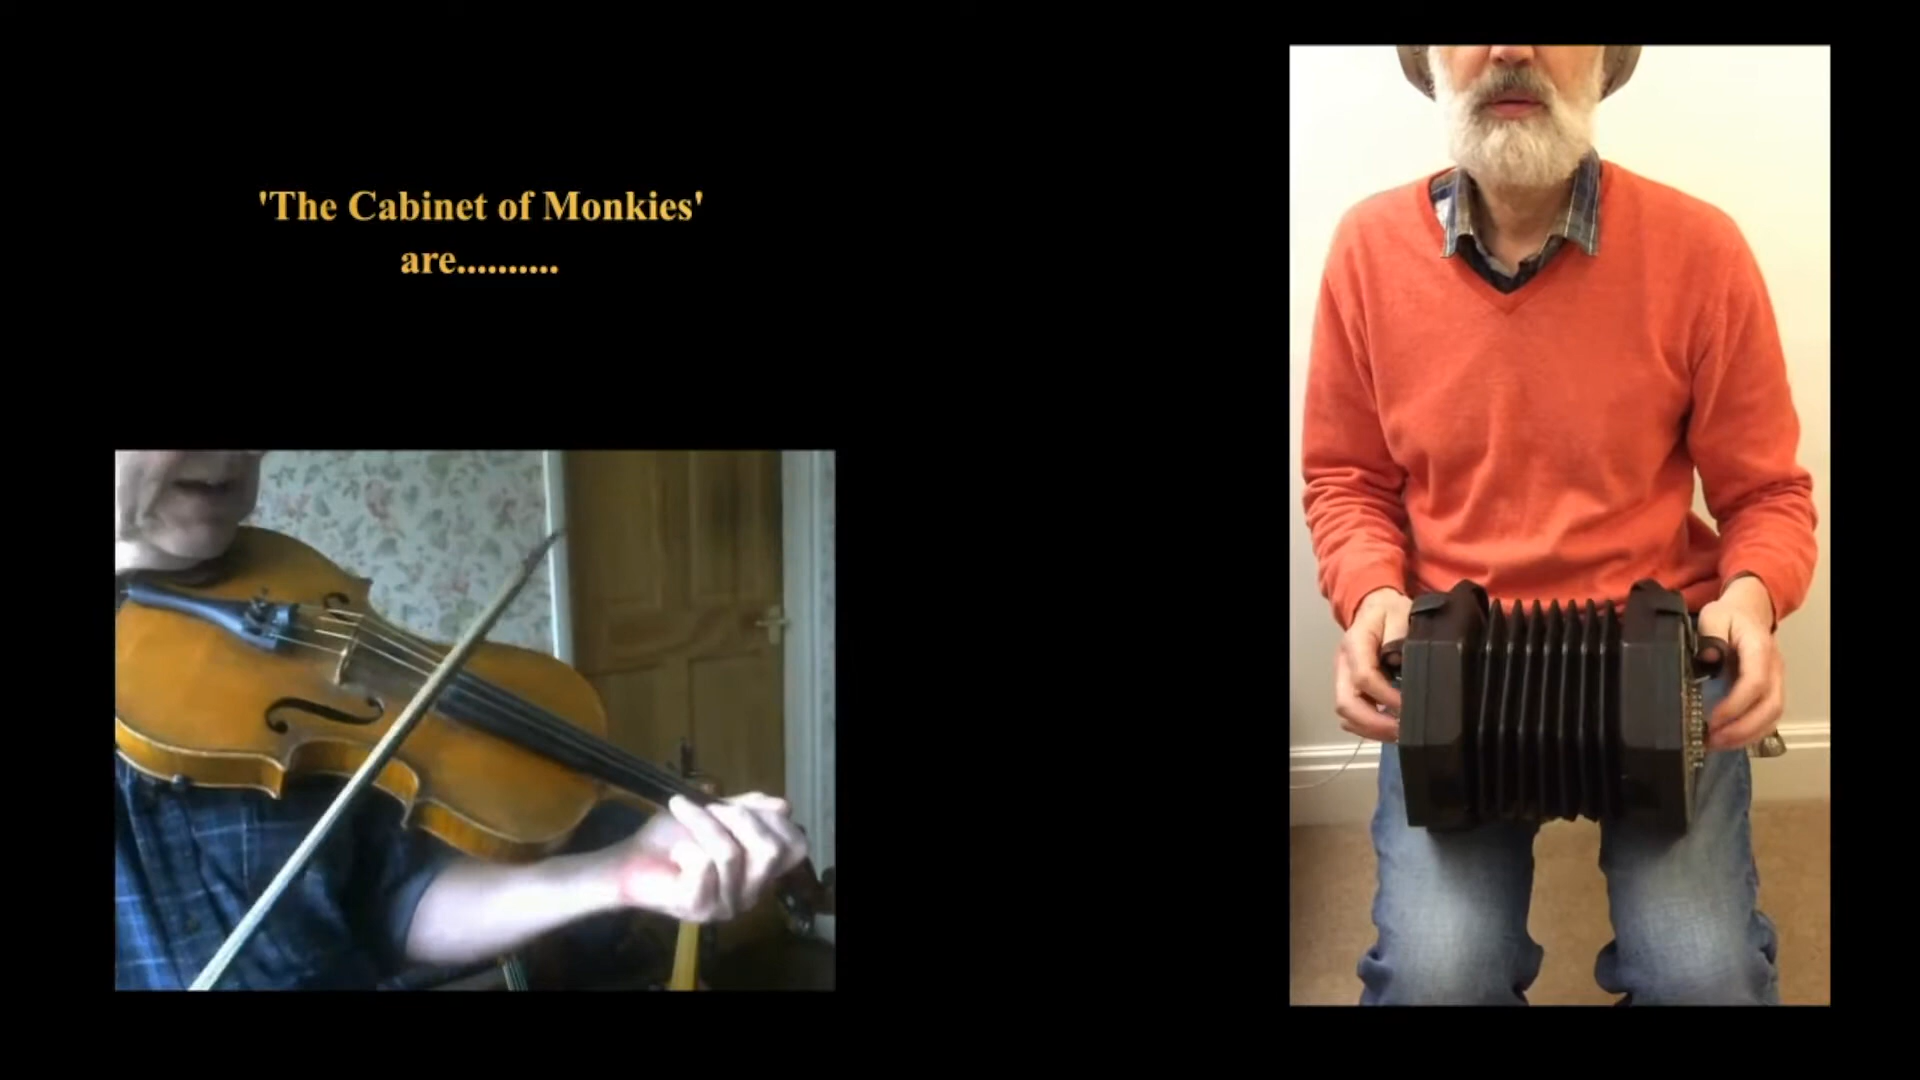 'The Cabinet of Monkies'
are..........